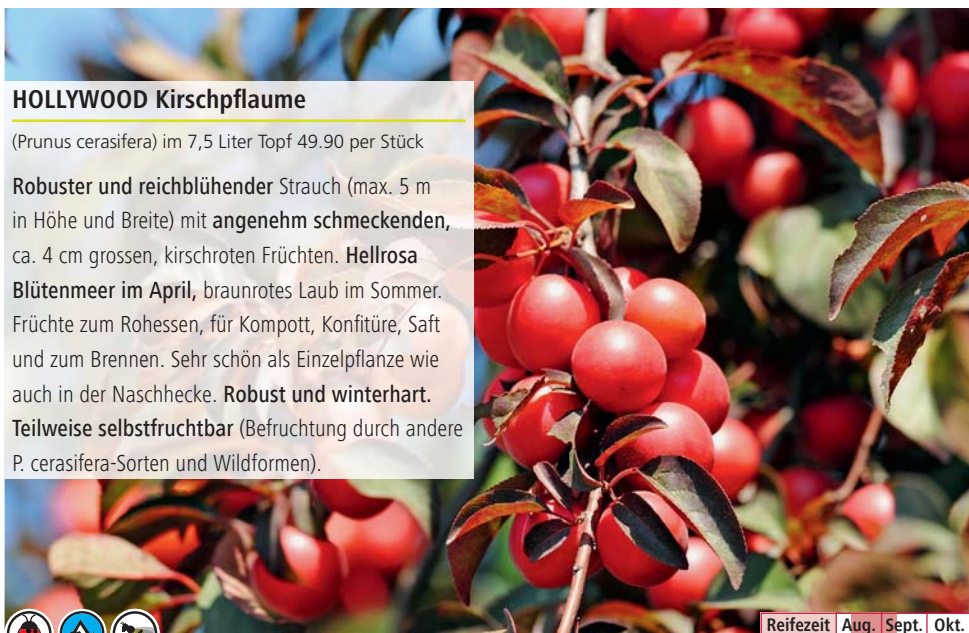 HOLLYWOOD Kirschpflaume
(Prunus cerasifera) im 7,5 Liter Topf 49.90 per Stück
Robuster und reichblühender Strauch (max. 5 m
in Höhe und Breite) mit angenehm schmeckenden,
ca. 4 cm grossen, kirschroten Früchten. Hellrosa
Blütenmeer im April, braunrotes Laub im Sommer.
Früchte zum Rohessen, für Kompott, Konfitüre, Saft
und zum Brennen. Sehr schön als Einzelpflanze wie
auch in der Naschhecke. Robust und winterhart.
Teilweise selbstfruchtbar (Befruchtung durch andere
P. cerasifera-Sorten und Wildformen).
Reifezeit Aug. Sept. Okt.